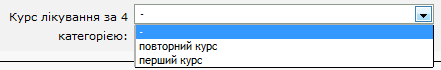 Курс лікування за 4 -
категорією: -
повторний курс
перший курс